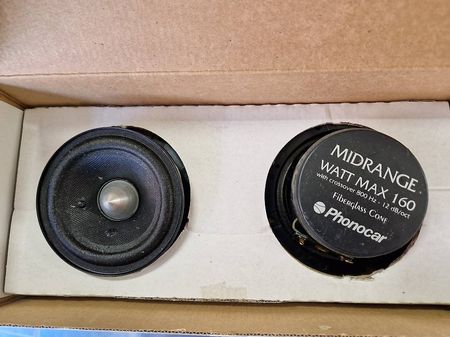 MIDRANGE
WATT MAX 160
with crossover 800 Hz - 12 dB/oct
Fiberglass Cone
Phonocar